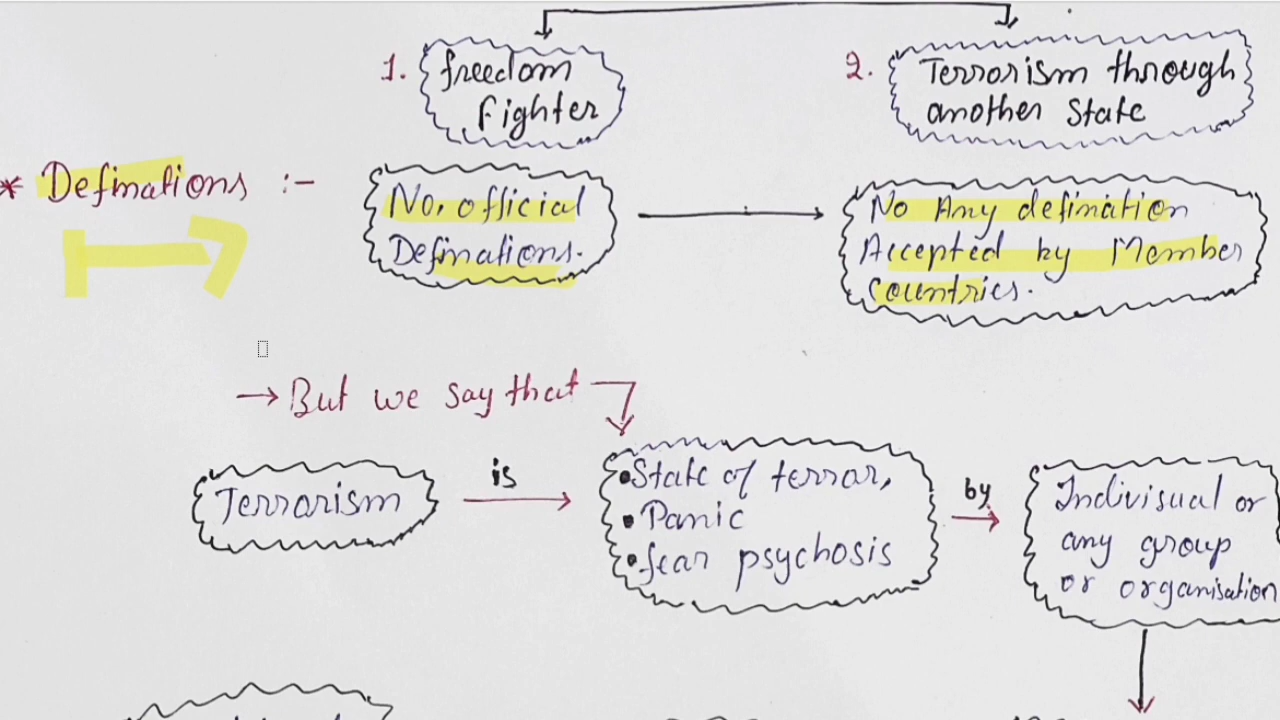 1. freedom fighter
2. Terrorism through another State
* Definations :-
No. official Definations.
No Any defination Accepted by Member Countries.
→ But we say that
Terrorism
is
•State of terror,
• Panic
•fear psychosis
by
Indivisual or
any group
or organisation